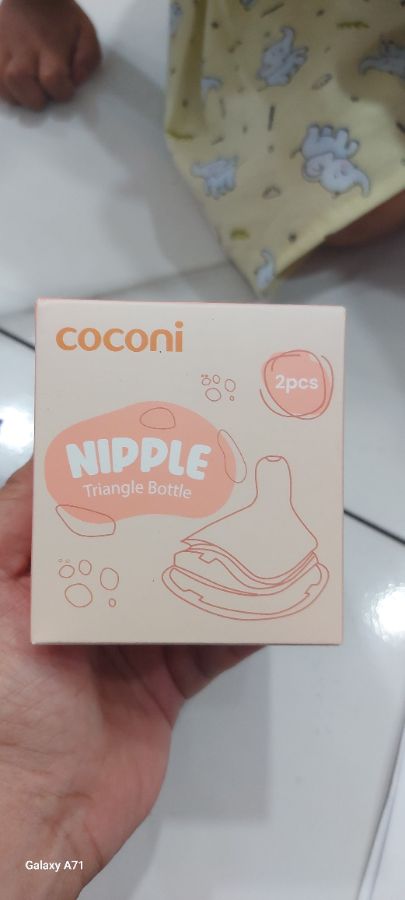 coconi
2pcs
NIPPLE
Triangle Bottle
Galaxy A71